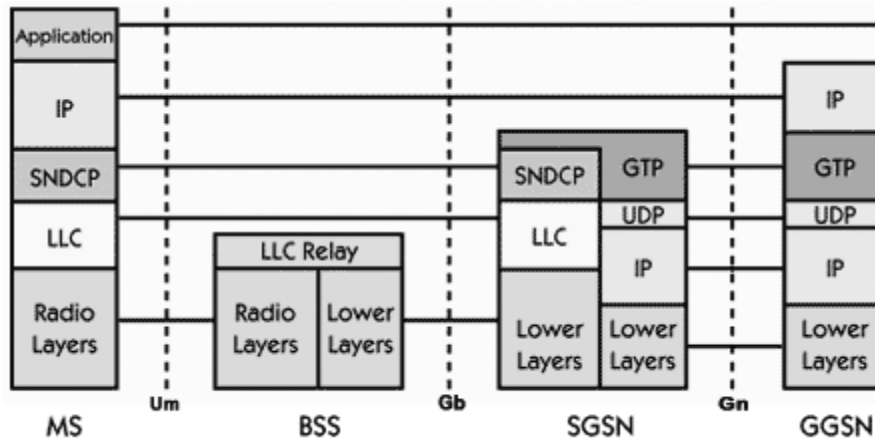 Application
IP
SNDCP
LLC
Radio
Layers
Um
MS
LLC Relay
Radio
Layers
Lower
Layers
Gb
BSS
SNDCP
GTP
LLC
UDP
IP
Lower
Layers
Lower
Layers
Gn
SGSN
IP
GTP
UDP
IP
Lower
Layers
GGSN